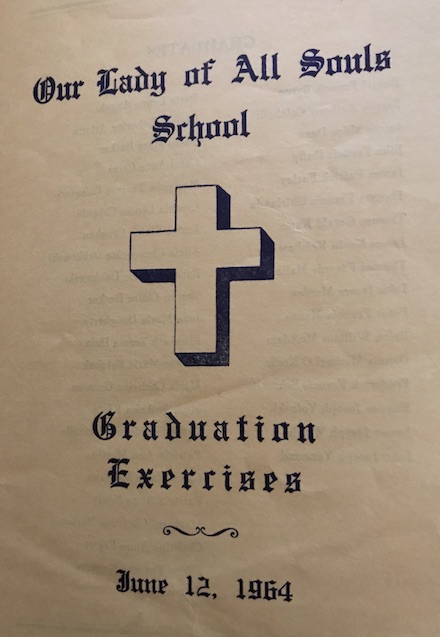 Our Lady of All Souls
School
Graduation
Exercises
June 12, 1964